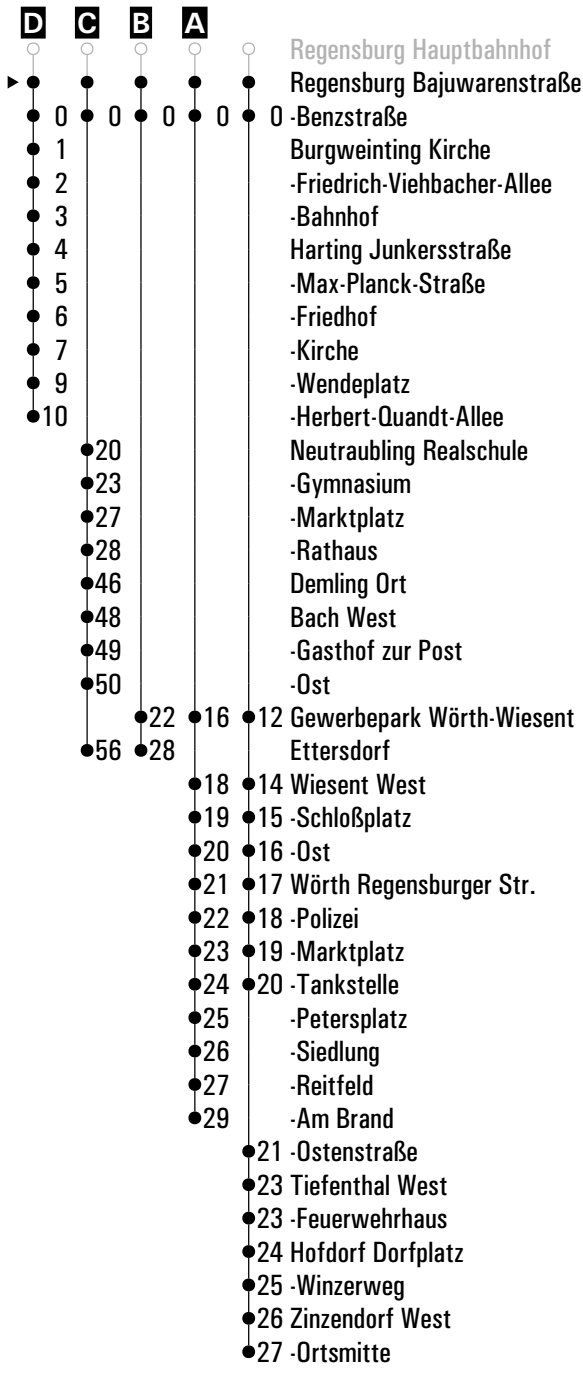 D C B A
Regensburg Hauptbahnhof
Regensburg Bajuwarenstraße
0 0 0 0 0 -Benzstraße
1 Burgweinting Kirche
2 -Friedrich-Viehbacher-Allee
3 -Bahnhof
4 Harting Junkersstraße
5 -Max-Planck-Straße
6 -Friedhof
7 -Kirche
9 -Wendeplatz
10 -Herbert-Quandt-Allee
20 Neutraubling Realschule
23 -Gymnasium
27 -Marktplatz
28 -Rathaus
46 Demling Ort
48 Bach West
49 -Gasthof zur Post
50 -Ost
22 16 12 Gewerbepark Wörth-Wiesent
56 28 Ettersdorf
18 14 Wiesent West
19 15 -Schloßplatz
20 16 -Ost
21 17 Wörth Regensburger Str.
22 18 -Polizei
23 19 -Marktplatz
24 20 -Tankstelle
25 -Petersplatz
26 -Siedlung
27 -Reitfeld
29 -Am Brand
21 -Ostenstraße
23 Tiefenthal West
23 -Feuerwehrhaus
24 Hofdorf Dorfplatz
25 -Winzerweg
26 Zinzendorf West
27 -Ortsmitte